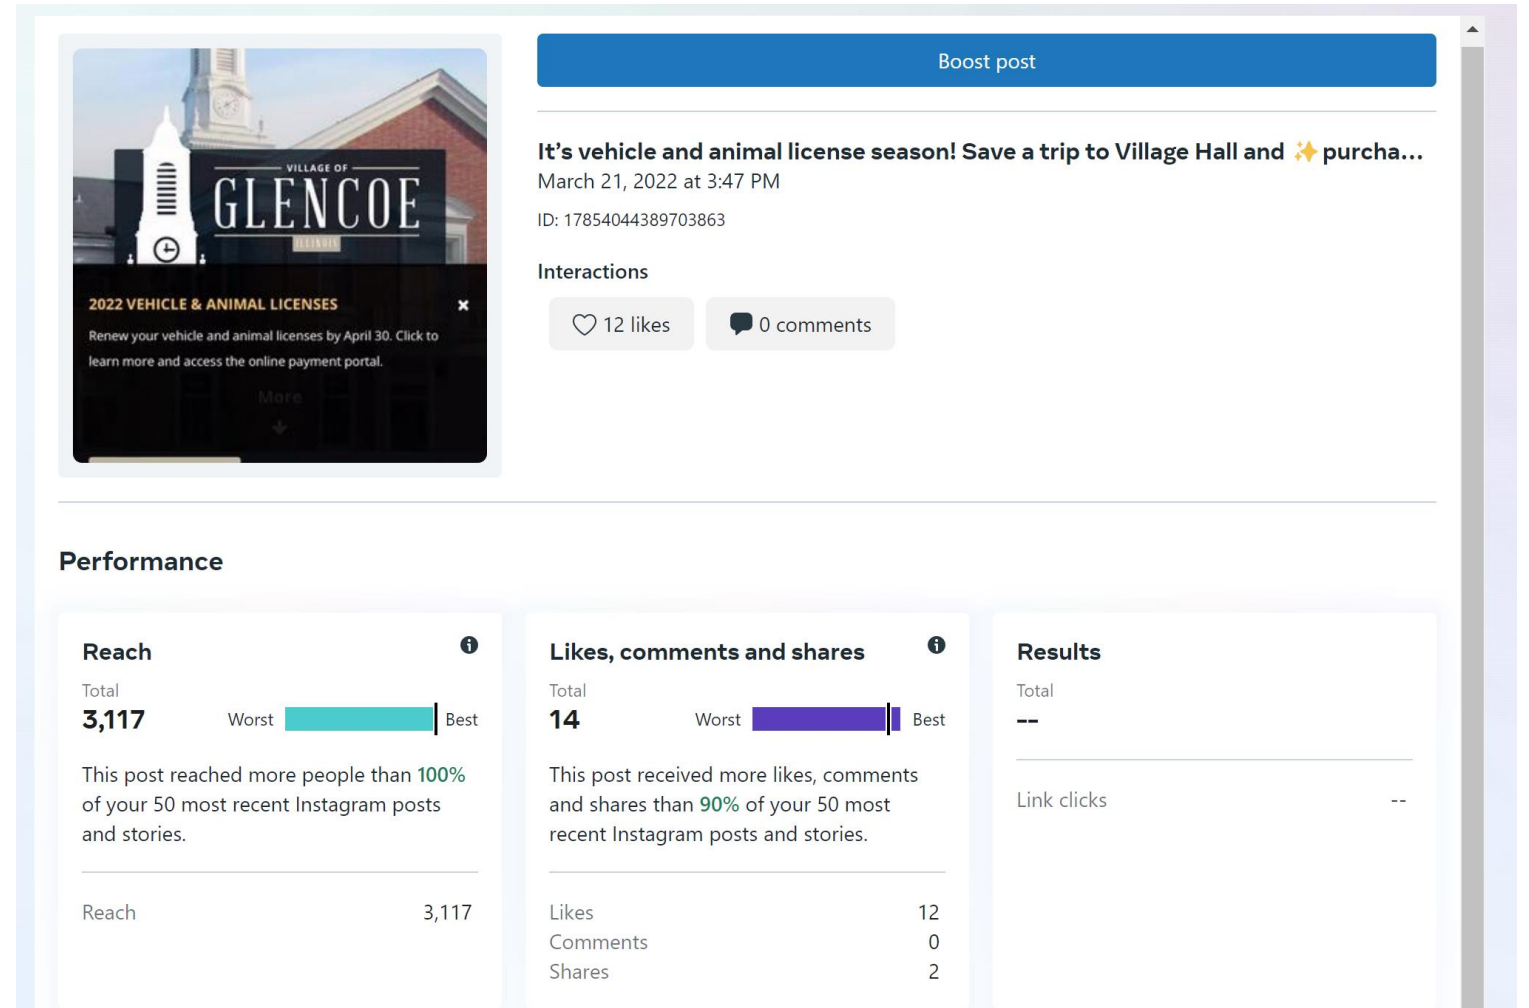 Boost post
VILLAGE OF
GLENCOE
ILLINOIS
2022 VEHICLE & ANIMAL LICENSES
Renew your vehicle and animal licenses by April 30. Click to
learn more and access the online payment portal.
More
It’s vehicle and animal license season! Save a trip to Village Hall and ✨ purcha...
March 21, 2022 at 3:47 PM
ID: 17854044389703863
Interactions
12 likes
0 comments
Performance
Reach
Total
3,117
Worst
Best
This post reached more people than 100%
of your 50 most recent Instagram posts
and stories.
Reach 3,117
Likes, comments and shares
Total
14
Worst
Best
This post received more likes, comments
and shares than 90% of your 50 most
recent Instagram posts and stories.
Likes 12
Comments 0
Shares 2
Results
Total
--
Link clicks --